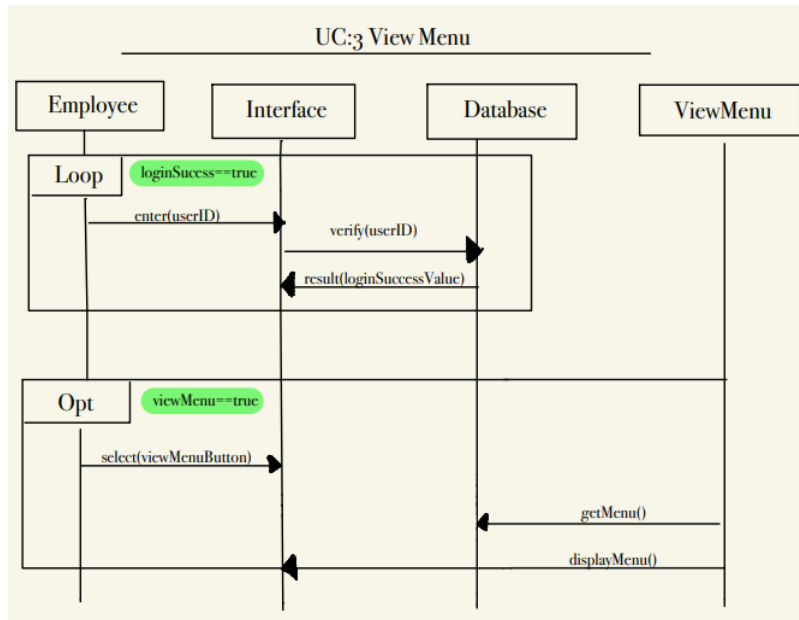 UC:3 View Menu
Employee
Interface
Database
ViewMenu
Loop
loginSucess==true
enter(userID)
verify(userID)
result(loginSuccessValue)
Opt
viewMenu==true
select(viewMenuButton)
getMenu()
displayMenu()